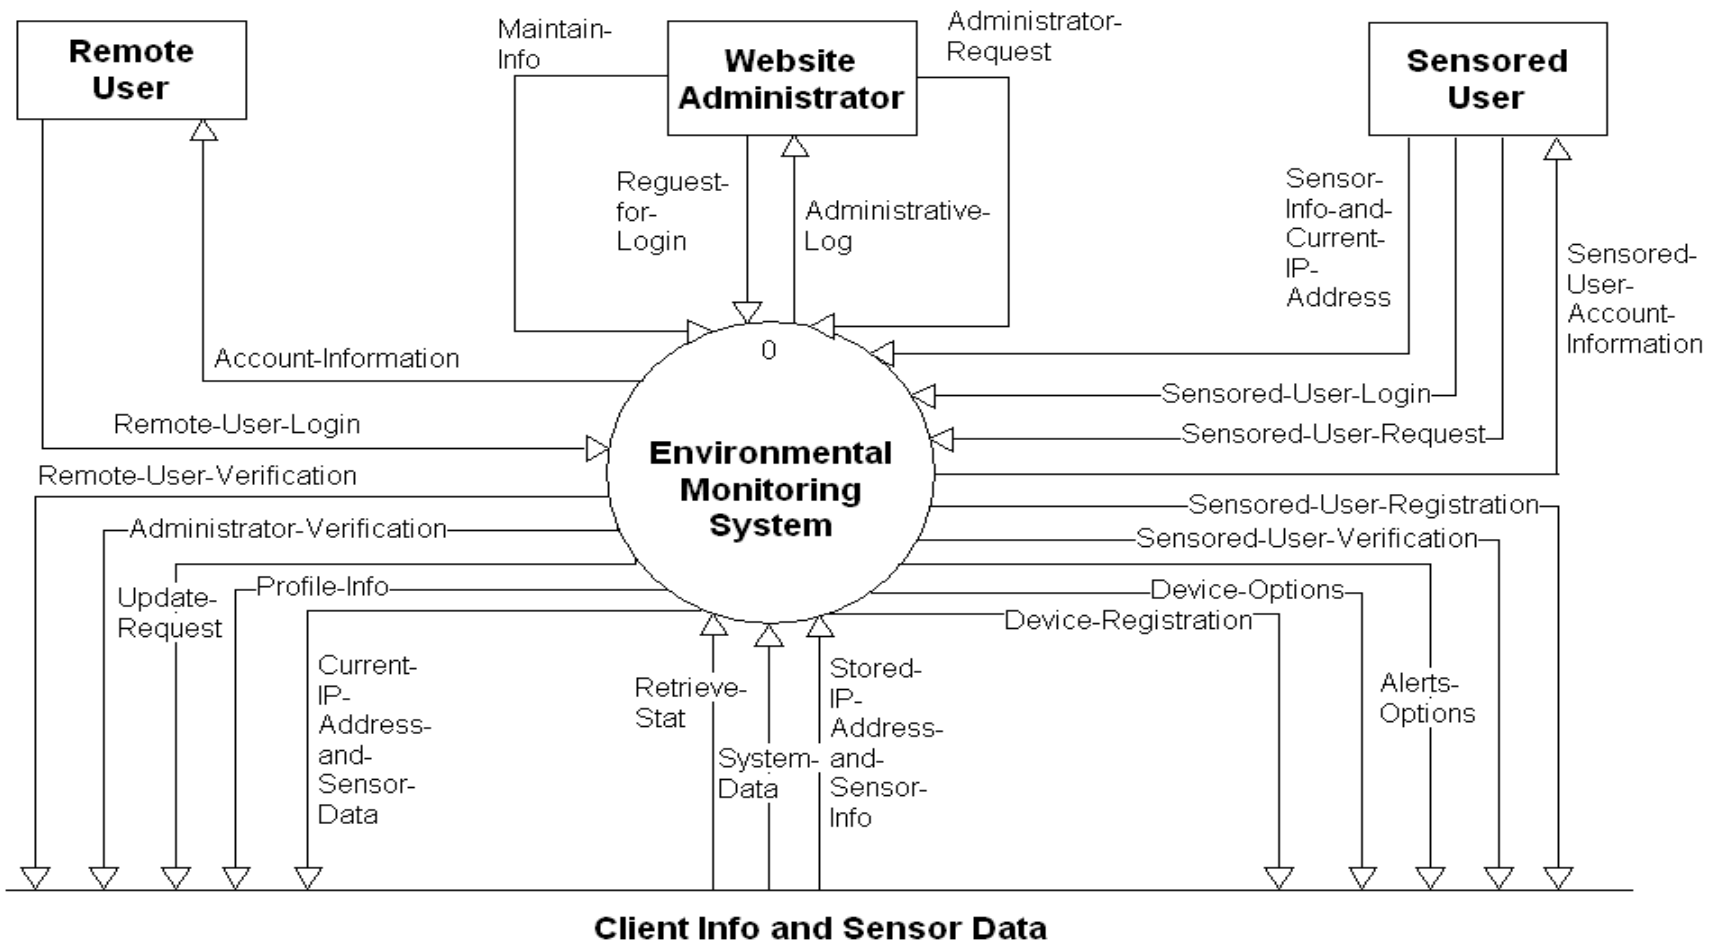 Remote
User
Maintain-
Info
Website
Administrator
Administrator-
Request
Sensored
User
Reguest-
for-
Login
Administrative-
Log
Sensor-
Info-and-
Current-
IP-
Address
Sensored-
User-
Account-
Information
0
Account-Information
Sensored-User-Login
Remote-User-Login
Sensored-User-Request
Environmental
Monitoring
System
Remote-User-Verification
Sensored-User-Registration
Administrator-Verification
Sensored-User-Verification
Profile-Info
Device-Options
Update-
Request
Device-Registration
Current-
IP-
Address-
and-
Sensor-
Data
Retrieve-
Stat
System-
Data
Stored-
IP-
Address-
and-
Sensor-
Info
Alerts-
Options
Client Info and Sensor Data